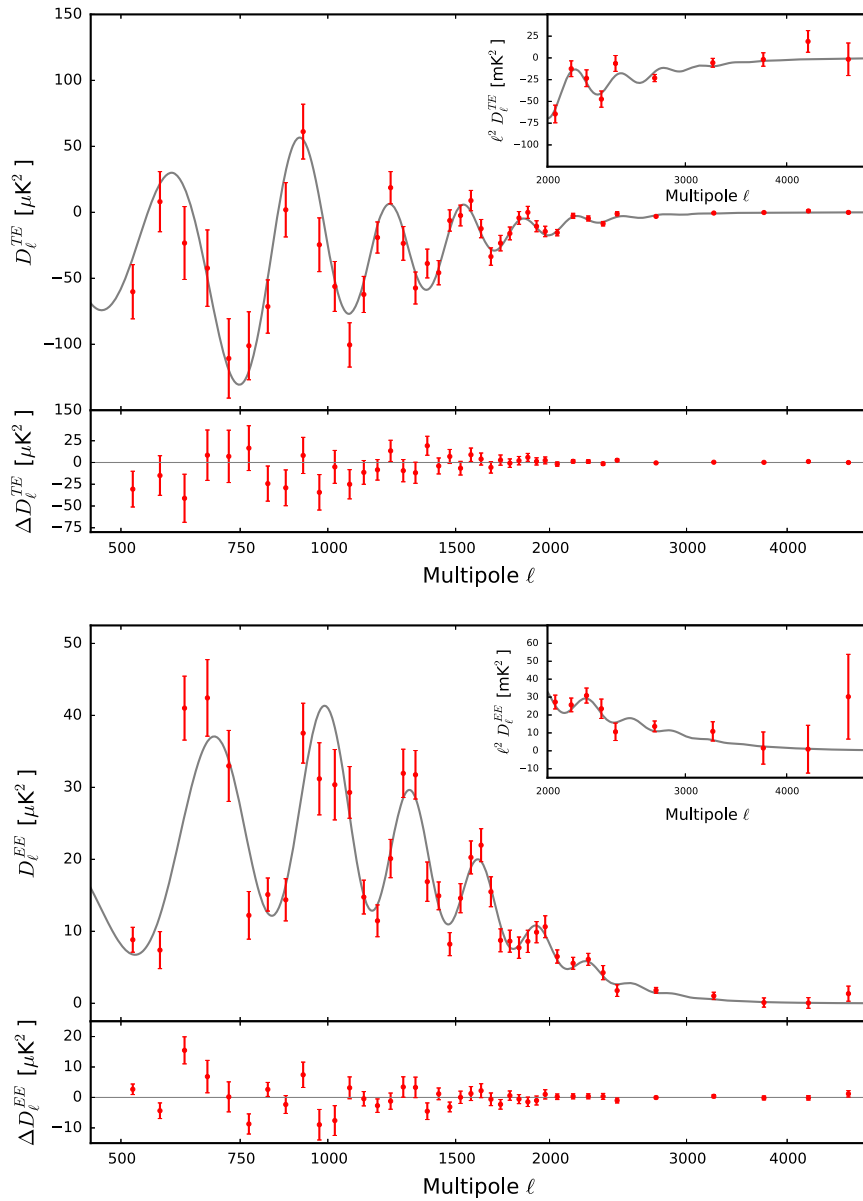 150
100
50
0
−50
−100
150
D_ℓ^{TE} [μK²]
25
0
−25
−50
−75
−100
ℓ² D_ℓ^{TE} [mK²]
2000 3000 4000
Multipole ℓ
25
0
−25
−50
−75
ΔD_ℓ^{TE} [μK²]
500 750 1000 1500 2000 3000 4000
Multipole ℓ
50
40
30
20
10
0
D_ℓ^{EE} [μK²]
60
50
40
30
20
10
0
−10
ℓ² D_ℓ^{EE} [mK²]
2000 3000 4000
Multipole ℓ
20
10
0
−10
ΔD_ℓ^{EE} [μK²]
500 750 1000 1500 2000 3000 4000
Multipole ℓ